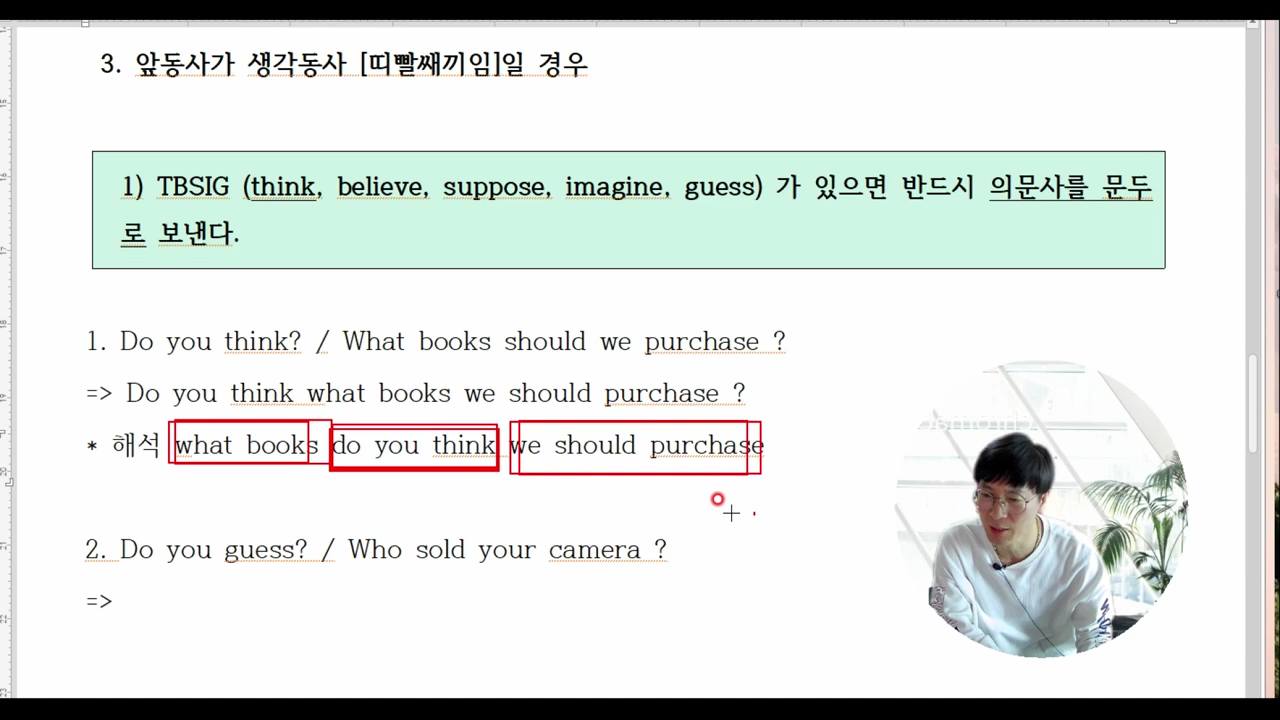 3. 앞동사가 생각동사 [띠빨째끼임]일 경우
1) TBSIG (think, believe, suppose, imagine, guess) 가 있으면 반드시 의문사를 문두
로 보낸다.
1. Do you think? / What books should we purchase ?
=> Do you think what books we should purchase ?
* 해석 what books do you think we should purchase
2. Do you guess? / Who sold your camera ?
=>